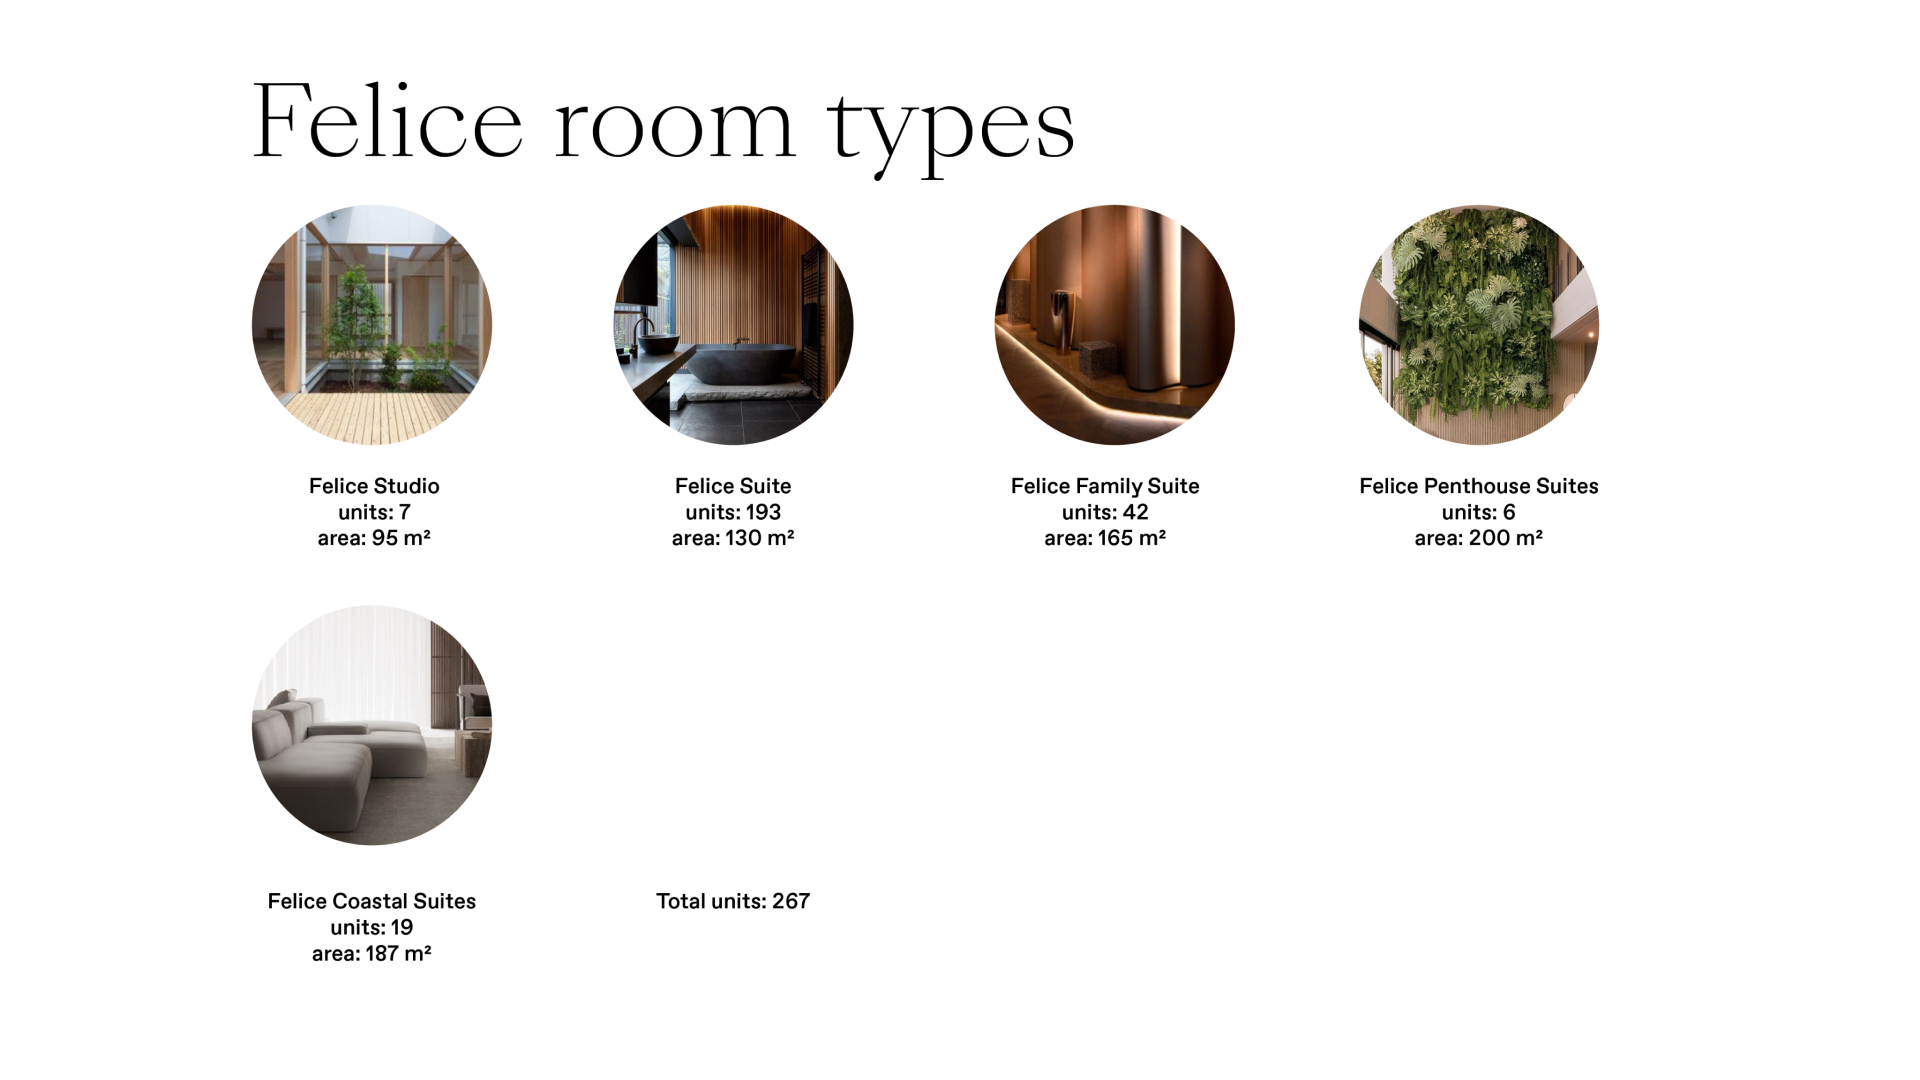 Felice room types
Felice Studio
units: 7
area: 95 m²
Felice Suite
units: 193
area: 130 m²
Felice Family Suite
units: 42
area: 165 m²
Felice Penthouse Suites
units: 6
area: 200 m²
Felice Coastal Suites
units: 19
area: 187 m²
Total units: 267